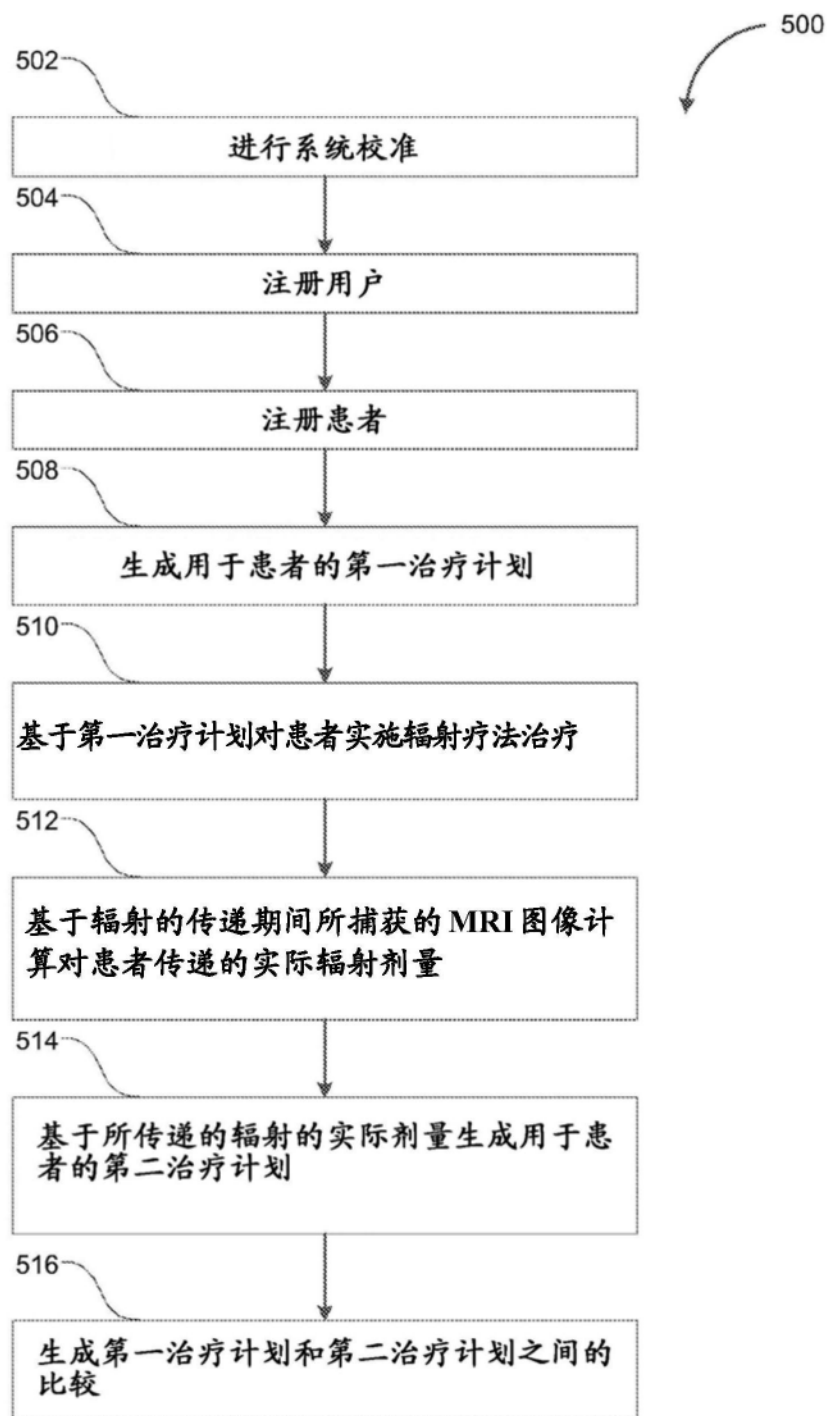 500
502
进行系统校准
504
注册用户
506
注册患者
508
生成用于患者的第一治疗计划
510
基于第一治疗计划对患者实施辐射疗法治疗
512
基于辐射的传递期间所捕获的MRI图像计
算对患者传递的实际辐射剂量
514
基于所传递的辐射的实际剂量生成用于患
者的第二治疗计划
516
生成第一治疗计划和第二治疗计划之间的
比较